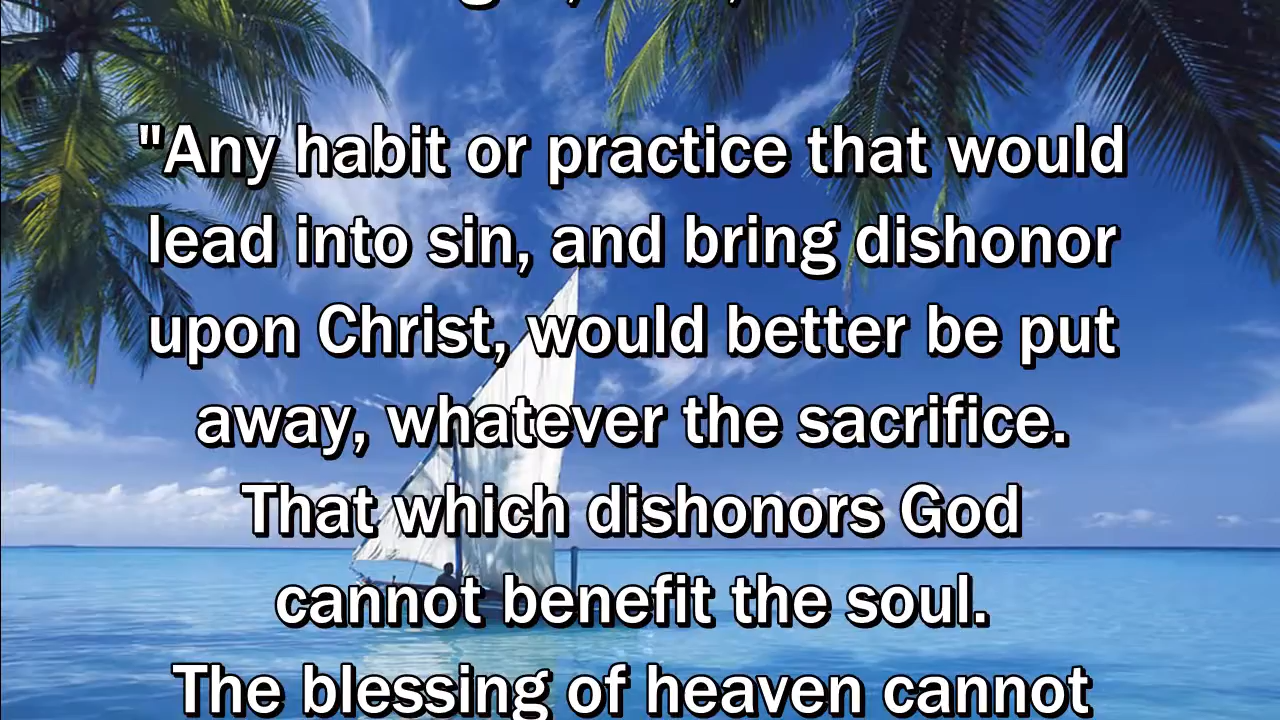 "Any habit or practice that would
lead into sin, and bring dishonor
upon Christ, would better be put
away, whatever the sacrifice.
That which dishonors God
cannot benefit the soul.
The blessing of heaven cannot